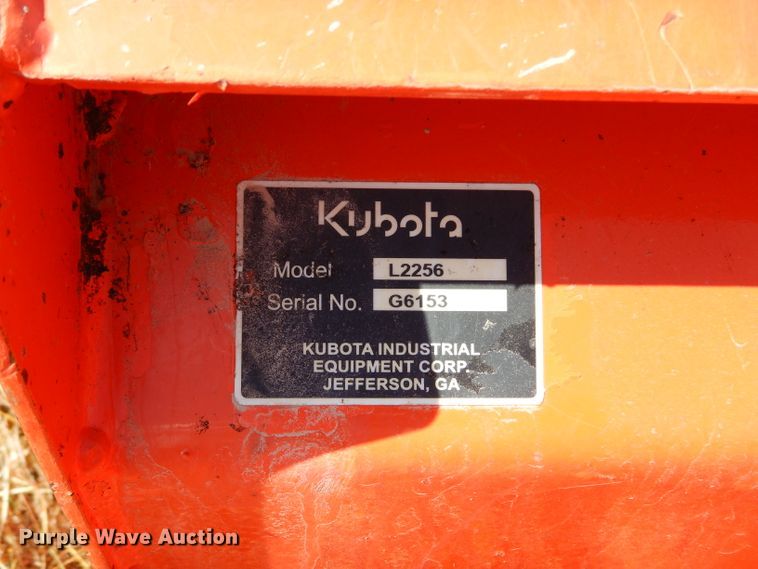 Kubota
Model L2256
Serial No. G6153
KUBOTA INDUSTRIAL
EQUIPMENT CORP.
JEFFERSON, GA
Purple Wave Auction